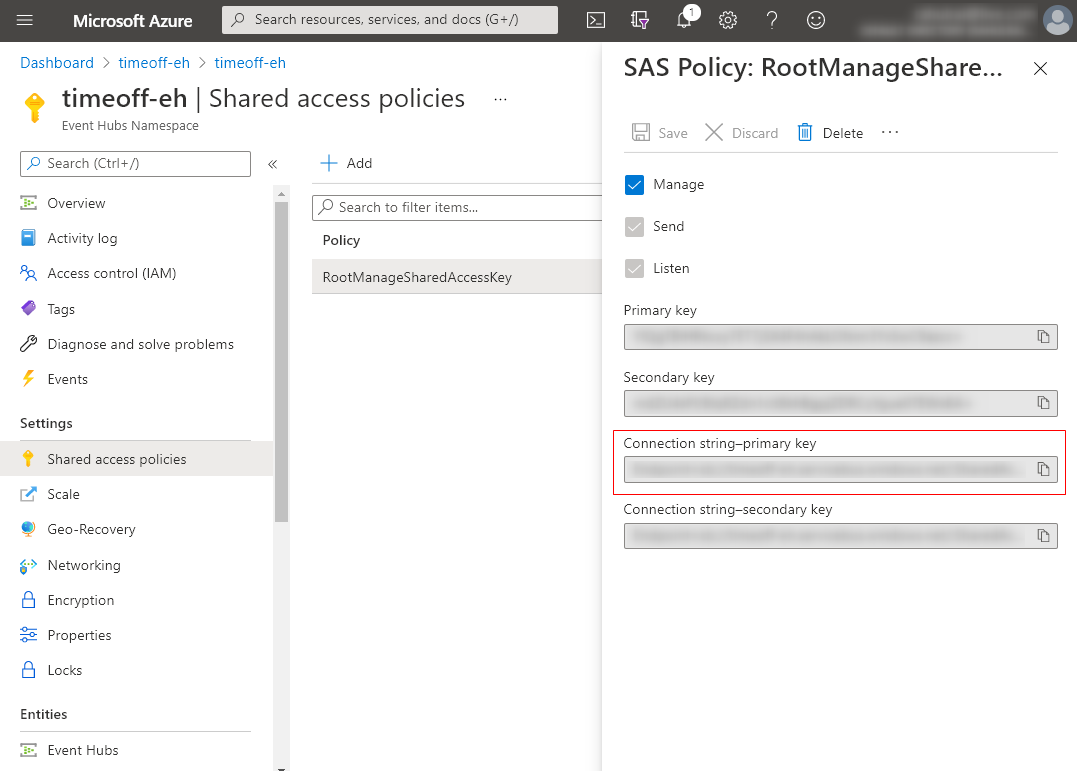 Microsoft Azure
Search resources, services, and docs (G+/)
1
Dashboard > timeoff-eh > timeoff-eh
timeoff-eh | Shared access policies ...
Event Hubs Namespace
Search (Ctrl+/)
«
Overview
Activity log
Access control (IAM)
Tags
Diagnose and solve problems
Events
Settings
Shared access policies
Scale
Geo-Recovery
Networking
Encryption
Properties
Locks
Entities
Event Hubs
Add
Search to filter items...
Policy
RootManageSharedAccessKey
SAS Policy: RootManageShare...
Save Discard Delete ...
Manage
Send
Listen
Primary key
Secondary key
Connection string–primary key
Connection string–secondary key